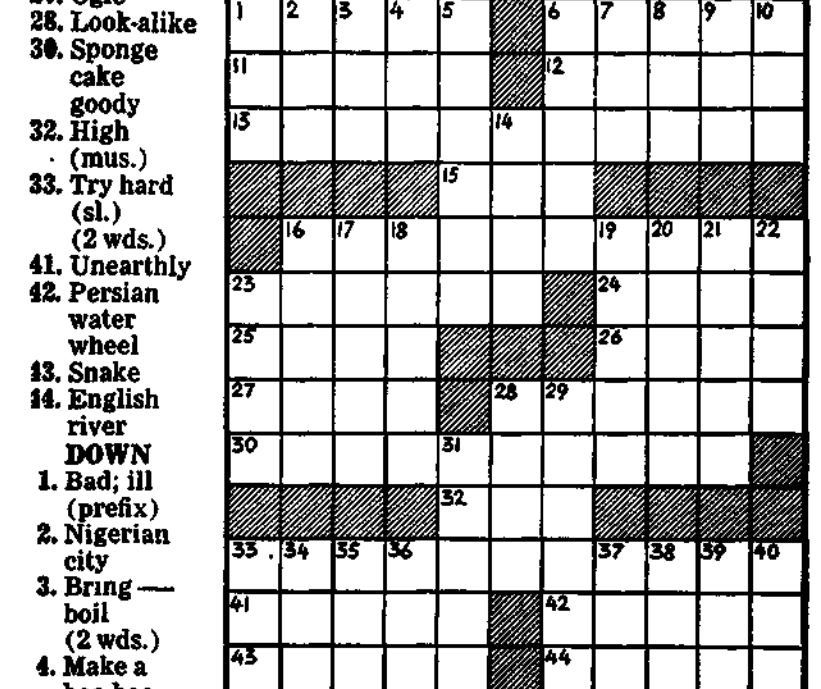 28. Look-alike
30. Sponge
cake
goody
32. High
(mus.)
33. Try hard
(sl.)
(2 wds.)
41. Unearthly
42. Persian
water
wheel
43. Snake
44. English
river
DOWN
1. Bad; ill
(prefix)
2. Nigerian
city
3. Bring —
boil
(2 wds.)
4. Make a
1 2 3 4 5 6 7 8 9 10
11 12
13 14
15
16 17 18 19 20 21 22
23 24
25 26
27 28 29
30 31
32
33 34 35 36 37 38 39 40
41 42
43 44